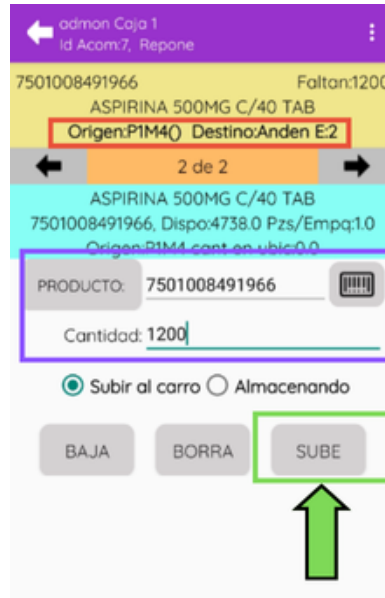 admon Caja 1
Id Acom:7, Repone
7501008491966 Faltan:1200
ASPIRINA 500MG C/40 TAB
Origen:P1M4() Destino:Anden E:2
2 de 2
ASPIRINA 500MG C/40 TAB
7501008491966, Dispo:4738.0 Pzs/Empq:1.0
Origen:P1M4 cant en ubic:0.0
PRODUCTO: 7501008491966
Cantidad: 1200
Subir al carro Almacenando
BAJA BORRA SUBE